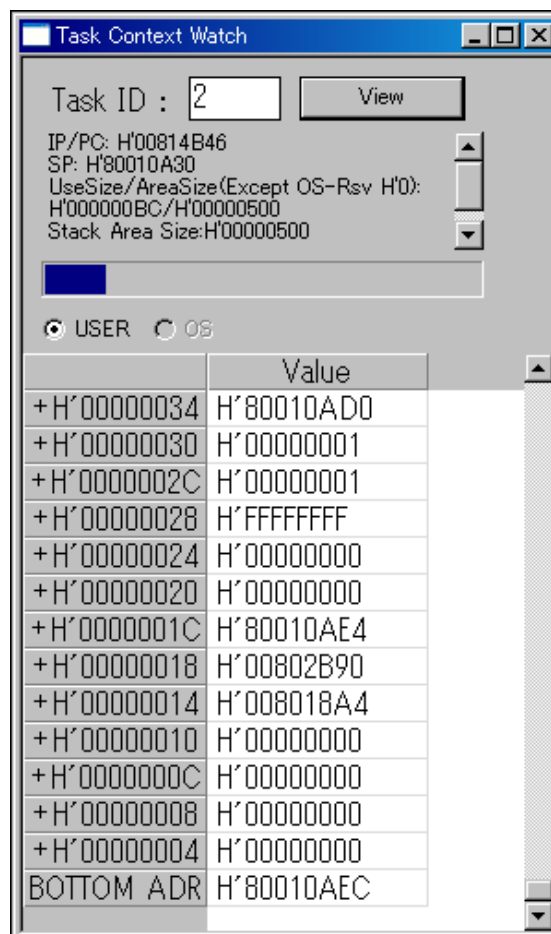 Task Context Watch
Task ID : 2 View
IP/PC: H'00814B46
SP: H'80010A30
UseSize/AreaSize(Except OS-Rsv H'0):
H'000000BC/H'00000500
Stack Area Size:H'00000500
USER OS
Value
+H'00000034 H'80010AD0
+H'00000030 H'00000001
+H'0000002C H'00000001
+H'00000028 H'FFFFFFFF
+H'00000024 H'00000000
+H'00000020 H'00000000
+H'0000001C H'80010AE4
+H'00000018 H'00802B90
+H'00000014 H'008018A4
+H'00000010 H'00000000
+H'0000000C H'00000000
+H'00000008 H'00000000
+H'00000004 H'00000000
BOTTOM ADR H'80010AEC